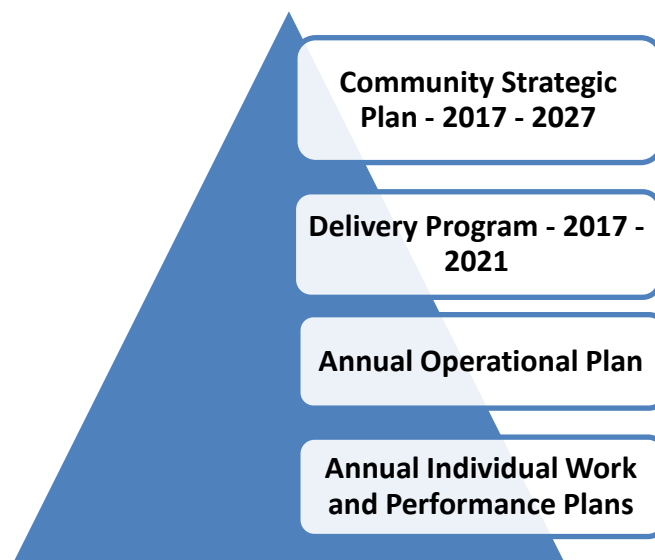 Community Strategic
Plan - 2017 - 2027
Delivery Program - 2017 -
2021
Annual Operational Plan
Annual Individual Work
and Performance Plans